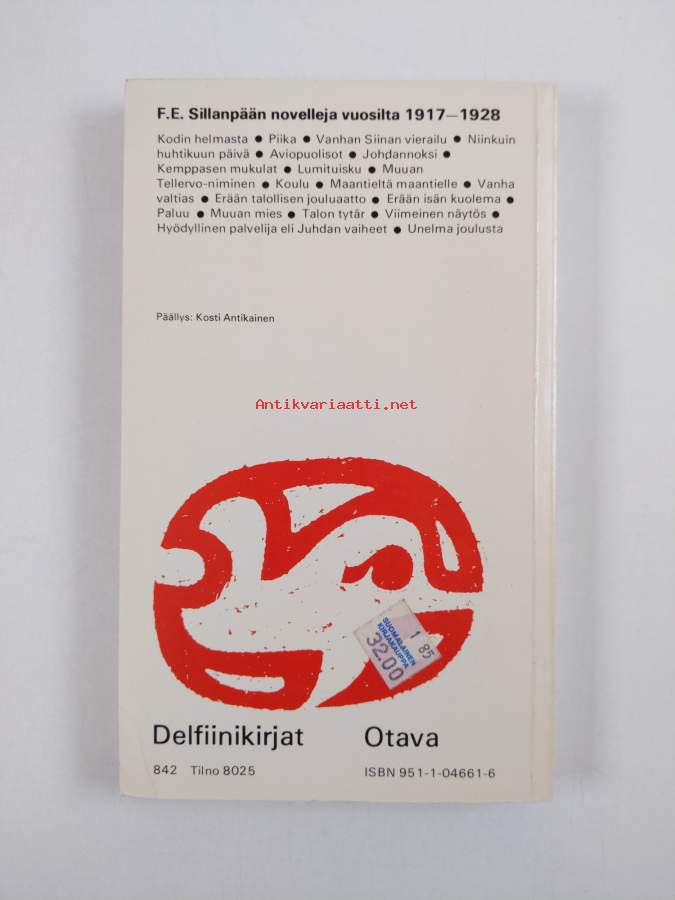 F.E. Sillanpään novelleja vuosilta 1917—1928
Kodin helmasta ● Piika ● Vanhan Siinan vierailu ● Niinkuin
huhtikuun päivä ● Aviopuolisot ● Johdannoksi ●
Kemppasen mukulat ● Lumituisku ● Muuan
Tellervo-niminen ● Koulu ● Maantieltä maantielle ● Vanha
valtias ● Erään talollisen jouluaatto ● Erään isän kuolema ●
Paluu ● Muuan mies ● Talon tytär ● Viimeinen näytös ●
Hyödyllinen palvelija eli Juhdan vaiheet ● Unelma joulusta
Päällys: Kosti Antikainen
Antikvariaatti.net
1 85
SUOMALAINEN
KIRJAKAUPPA
32.00
Delfiinikirjat Otava
842 Tilno 8025 ISBN 951-1-04661-6